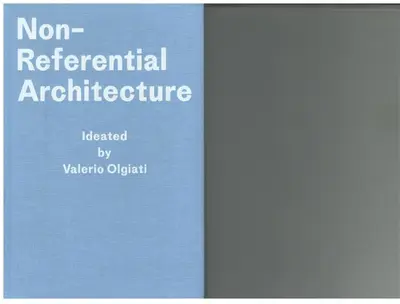 Non-
Referential
Architecture
Ideated
by
Valerio Olgiati